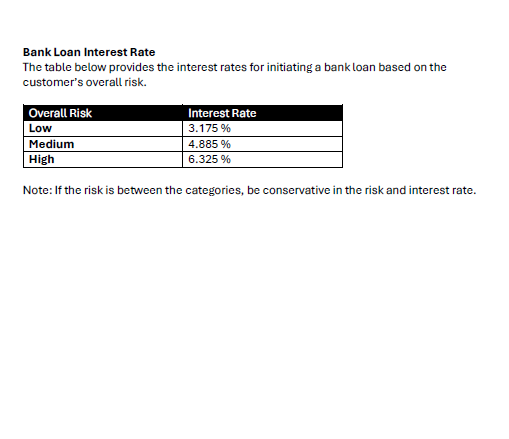 Bank Loan Interest Rate
The table below provides the interest rates for initiating a bank loan based on the
customer's overall risk.
Overall Risk Interest Rate
Low 3.175 %
Medium 4.885 %
High 6.325 %
Note: If the risk is between the categories, be conservative in the risk and interest rate.